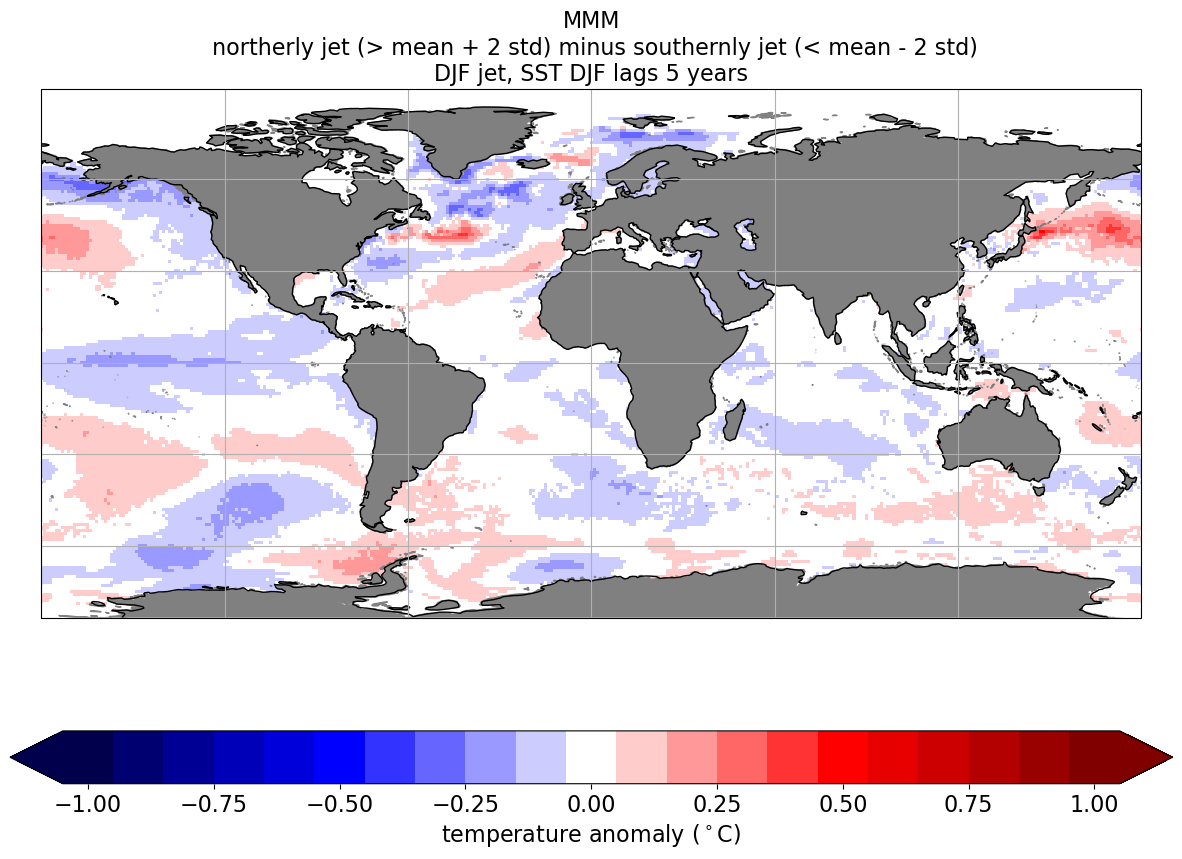 MMM
northerly jet (> mean + 2 std) minus southernly jet (< mean - 2 std)
DJF jet, SST DJF lags 5 years
−1.00 −0.75 −0.50 −0.25 0.00 0.25 0.50 0.75 1.00
temperature anomaly (°C)